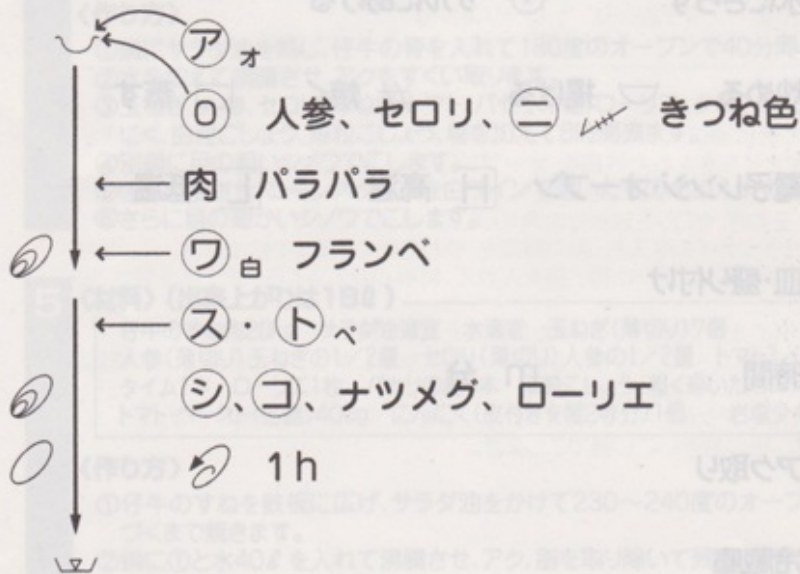 ア オ
〇 人参、セロリ、ニ きつね色
肉 パラパラ
ワ 白 フランベ
ス・ト ペ
シ、コ、ナツメグ、ローリエ
1h